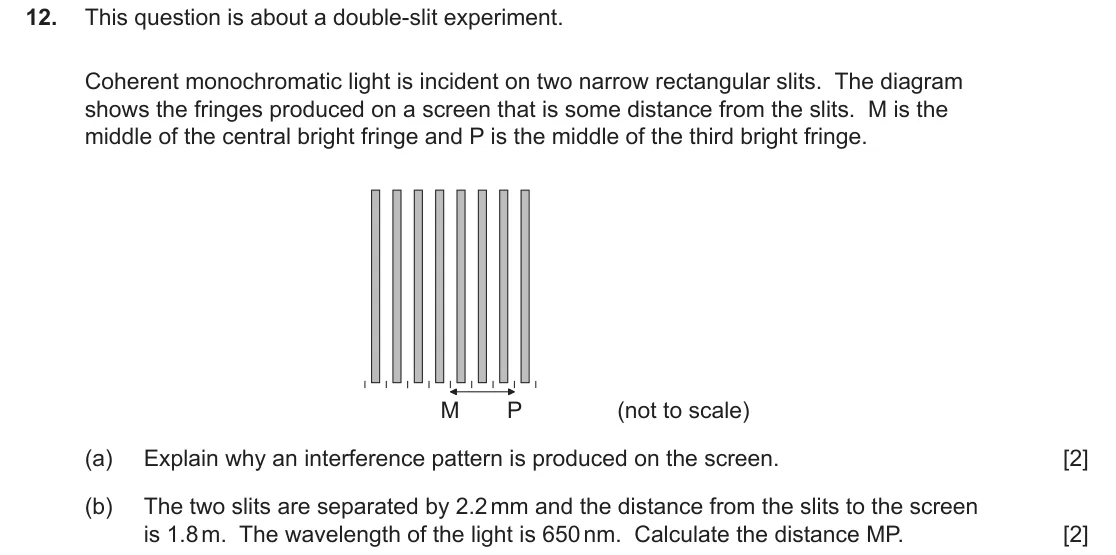 12. This question is about a double-slit experiment.
Coherent monochromatic light is incident on two narrow rectangular slits. The diagram
shows the fringes produced on a screen that is some distance from the slits. M is the
middle of the central bright fringe and P is the middle of the third bright fringe.
M P (not to scale)
(a) Explain why an interference pattern is produced on the screen. [2]
(b) The two slits are separated by 2.2 mm and the distance from the slits to the screen
is 1.8 m. The wavelength of the light is 650 nm. Calculate the distance MP. [2]